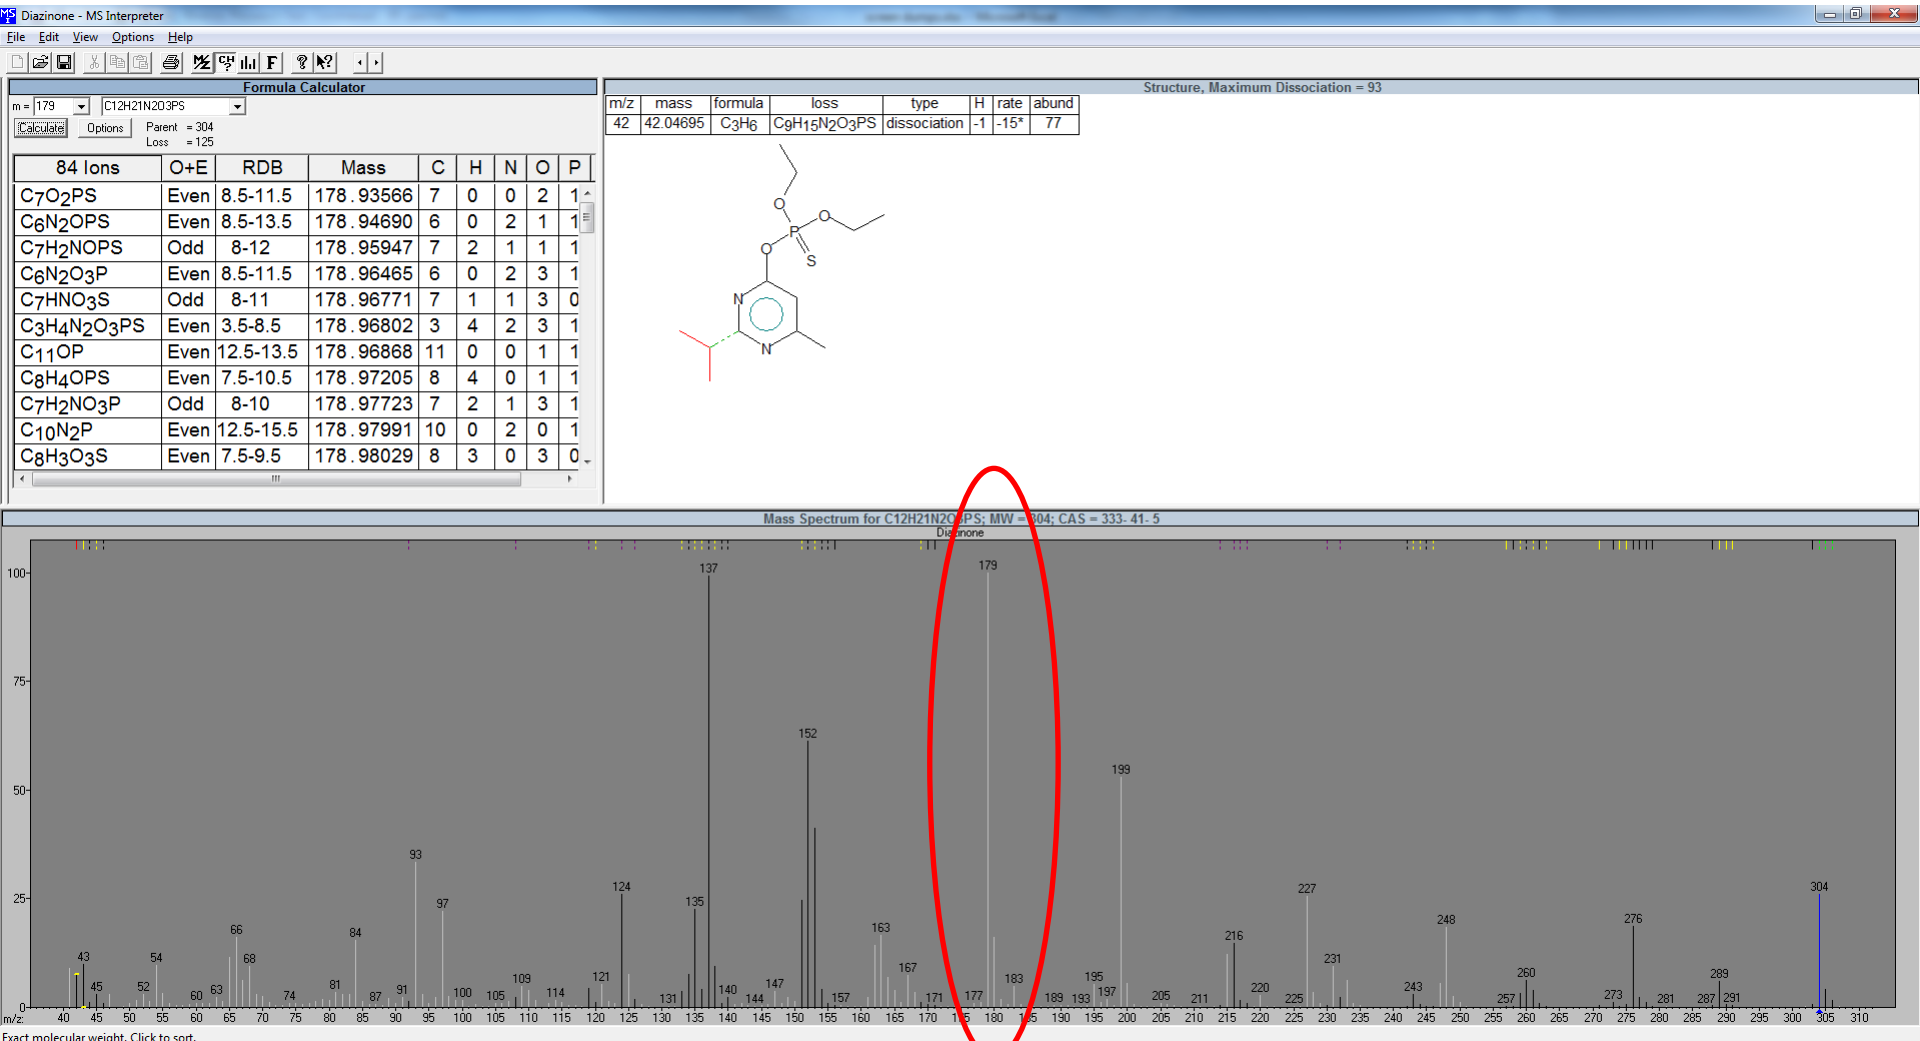 Diazinone - MS Interpreter
File Edit View Options Help
Formula Calculator
m = 179 C12H21N2O3PS
Calculate Options Parent = 304
Loss = 125
84 Ions O+E RDB Mass C H N O P
C7O2PS Even 8.5-11.5 178.93566 7 0 0 2 1
C6N2OPS Even 8.5-13.5 178.94690 6 0 2 1 1
C7H2NOPS Odd 8-12 178.95947 7 2 1 1 1
C6N2O3P Even 8.5-11.5 178.96465 6 0 2 3 1
C7HNO3S Odd 8-11 178.96771 7 1 1 3 0
C3H4N2O3PS Even 3.5-8.5 178.96802 3 4 2 3 1
C11OP Even 12.5-13.5 178.96868 11 0 0 1 1
C8H4OPS Even 7.5-10.5 178.97205 8 4 0 1 1
C7H2NO3P Odd 8-10 178.97723 7 2 1 3 1
C10N2P Even 12.5-15.5 178.97991 10 0 2 0 1
C8H3O3S Even 7.5-9.5 178.98029 8 3 0 3 0
Structure, Maximum Dissociation = 93
m/z mass formula loss type H rate abund
42 42.04695 C3H6 C9H15N2O3PS dissociation -1 -15* 77
O
O
P
O
S
N
N
Mass Spectrum for C12H21N2O3PS; MW = 304; CAS = 333- 41- 5
Diazinone
100
75
50
25
0
179
137
152
199
93
124
227
304
97
135
248
276
66
84
163
216
43
54
68
231
45
52
60
63
74
81
87
91
100
105
109
114
121
131
140
144
147
157
167
171
177
183
189
193
195
197
205
211
220
225
243
257
260
273
281
287
289
291
m/z: 40 45 50 55 60 65 70 75 80 85 90 95 100 105 110 115 120 125 130 135 140 145 150 155 160 165 170 175 180 185 190 195 200 205 210 215 220 225 230 235 240 245 250 255 260 265 270 275 280 285 290 295 300 305 310
Exact molecular weight. Click to sort.